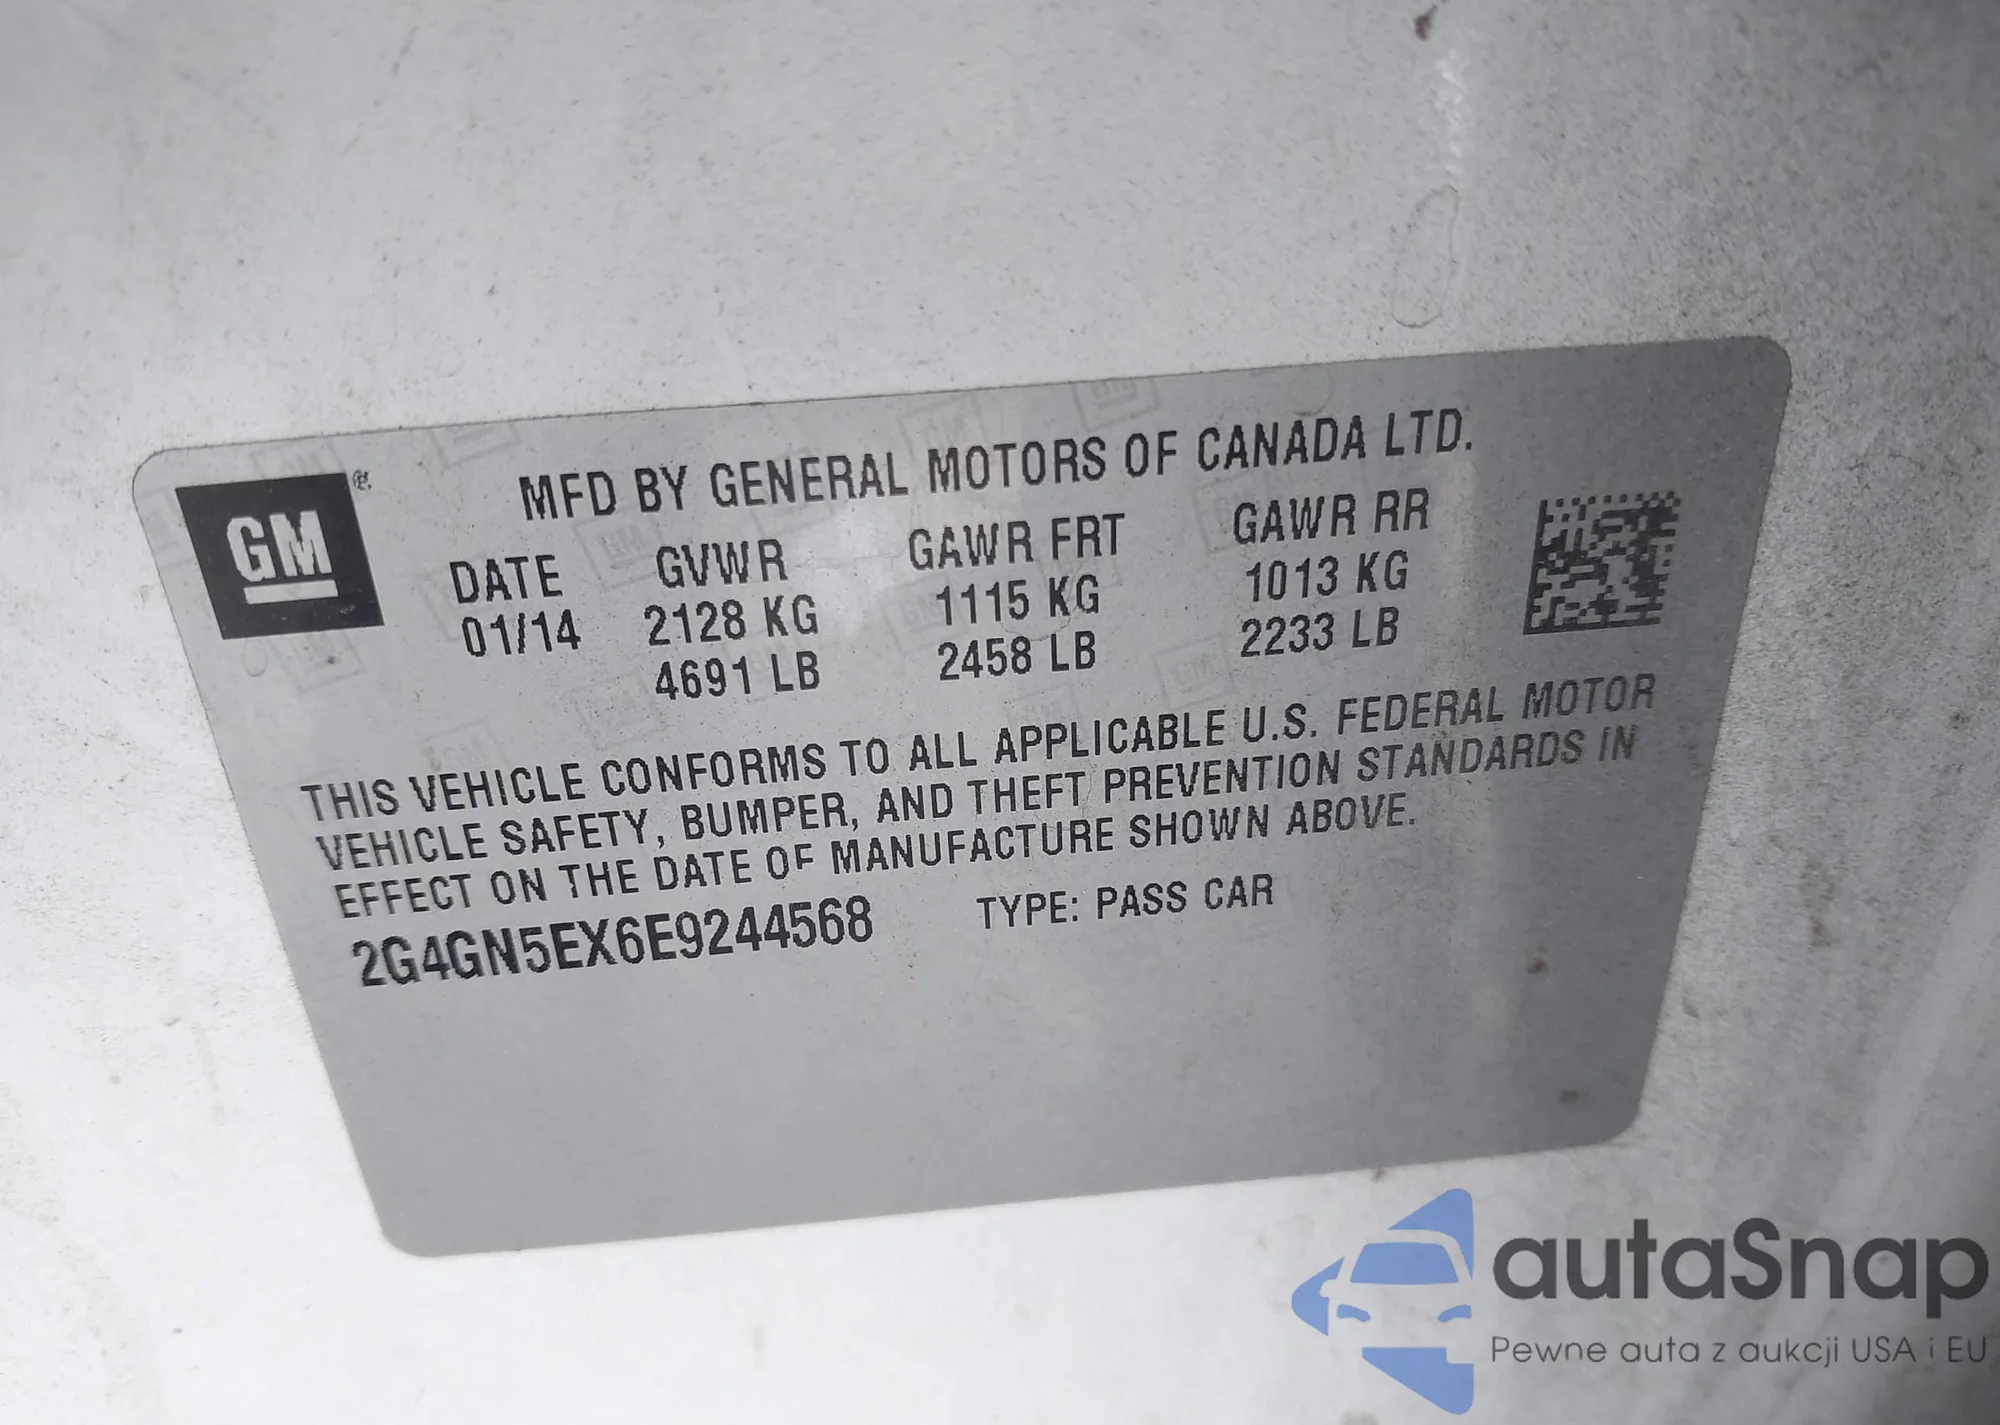 GM
MFD BY GENERAL MOTORS OF CANADA LTD.
DATE GVWR GAWR FRT GAWR RR
01/14 2128 KG 1115 KG 1013 KG
4691 LB 2458 LB 2233 LB
THIS VEHICLE CONFORMS TO ALL APPLICABLE U.S. FEDERAL MOTOR
VEHICLE SAFETY, BUMPER, AND THEFT PREVENTION STANDARDS IN
EFFECT ON THE DATE OF MANUFACTURE SHOWN ABOVE.
2G4GN5EX6E9244568 TYPE: PASS CAR
autaSnap
Pewne auta z aukcji USA i EU